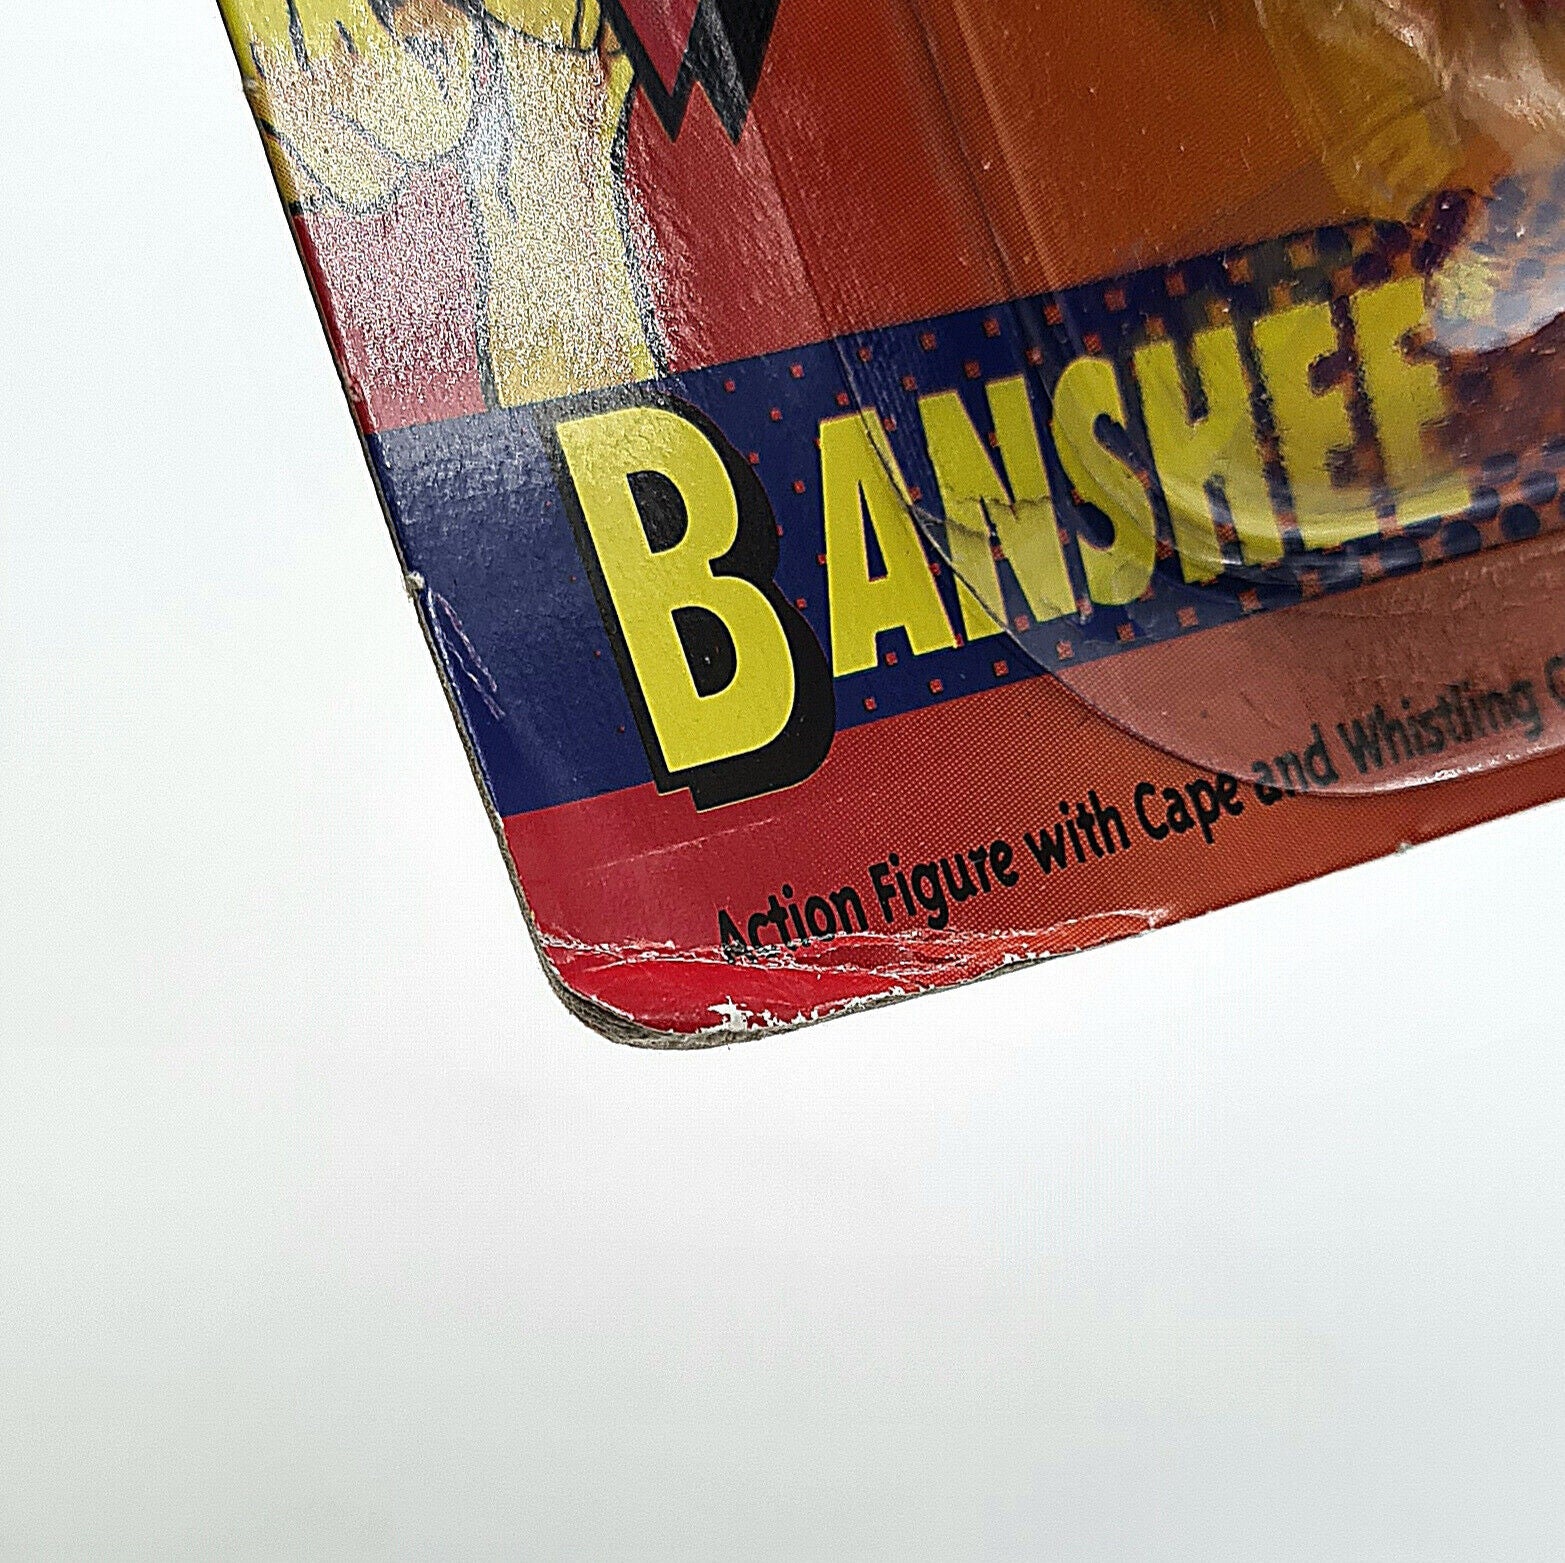 BANSHEE
Action Figure with Cape and Whistling